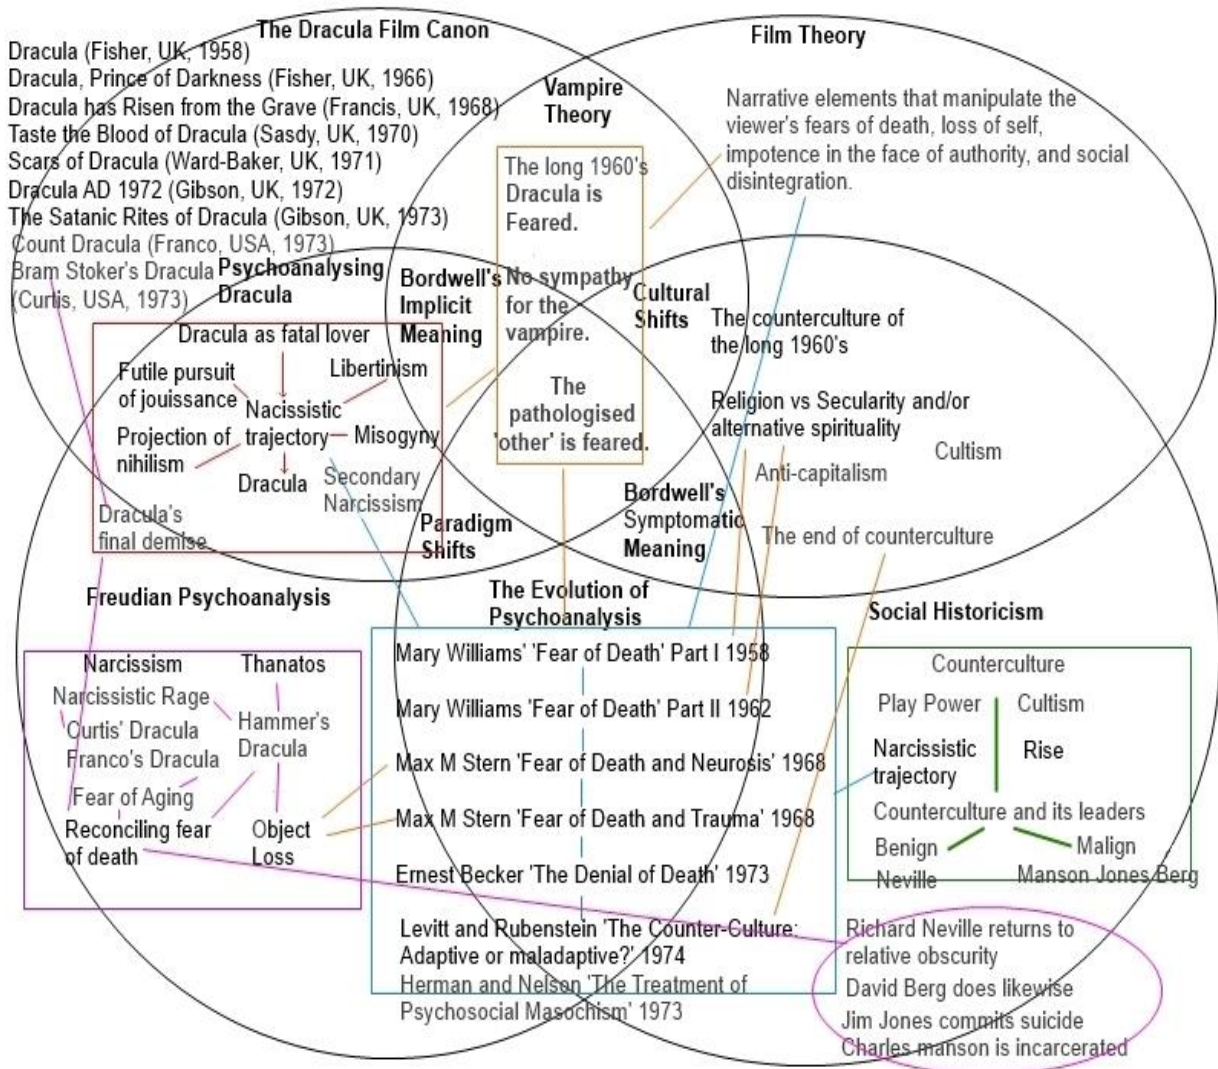 The Dracula Film Canon
Film Theory
Dracula (Fisher, UK, 1958)
Dracula, Prince of Darkness (Fisher, UK, 1966)
Dracula has Risen from the Grave (Francis, UK, 1968)
Taste the Blood of Dracula (Sasdy, UK, 1970)
Scars of Dracula (Ward-Baker, UK, 1971)
Dracula AD 1972 (Gibson, UK, 1972)
The Satanic Rites of Dracula (Gibson, UK, 1973)
Count Dracula (Franco, USA, 1973)
Bram Stoker's Dracula
(Curtis, USA, 1973)
Vampire
Theory
Narrative elements that manipulate the
viewer's fears of death, loss of self,
impotence in the face of authority, and social
disintegration.
The long 1960's
Dracula is
Feared.
No sympathy
for the
vampire.
The
pathologised
'other' is feared.
Psychoanalysing
Dracula
Bordwell's
Implicit
Meaning
Cultural
Shifts
The counterculture of
the long 1960's
Religion vs Secularity and/or
alternative spirituality
Cultism
Anti-capitalism
The end of counterculture
Dracula as fatal lover
Libertinism
Futile pursuit
of jouissance
Nacissistic
trajectory
Misogyny
Projection of
nihilism
Dracula
Secondary
Narcissism
Dracula's
final demise
Paradigm
Shifts
Bordwell's
Symptomatic
Meaning
Freudian Psychoanalysis
The Evolution of
Psychoanalysis
Social Historicism
Narcissism
Thanatos
Narcissistic Rage
Curtis' Dracula
Franco's Dracula
Hammer's
Dracula
Fear of Aging
Reconciling fear
of death
Object
Loss
Mary Williams' 'Fear of Death' Part I 1958
Mary Williams 'Fear of Death' Part II 1962
Max M Stern 'Fear of Death and Neurosis' 1968
Max M Stern 'Fear of Death and Trauma' 1968
Ernest Becker 'The Denial of Death' 1973
Levitt and Rubenstein 'The Counter-Culture:
Adaptive or maladaptive?' 1974
Herman and Nelson 'The Treatment of
Psychosocial Masochism' 1973
Counterculture
Play Power
Cultism
Narcissistic
trajectory
Rise
Counterculture and its leaders
Benign
Malign
Neville
Manson Jones Berg
Richard Neville returns to
relative obscurity
David Berg does likewise
Jim Jones commits suicide
Charles manson is incarcerated